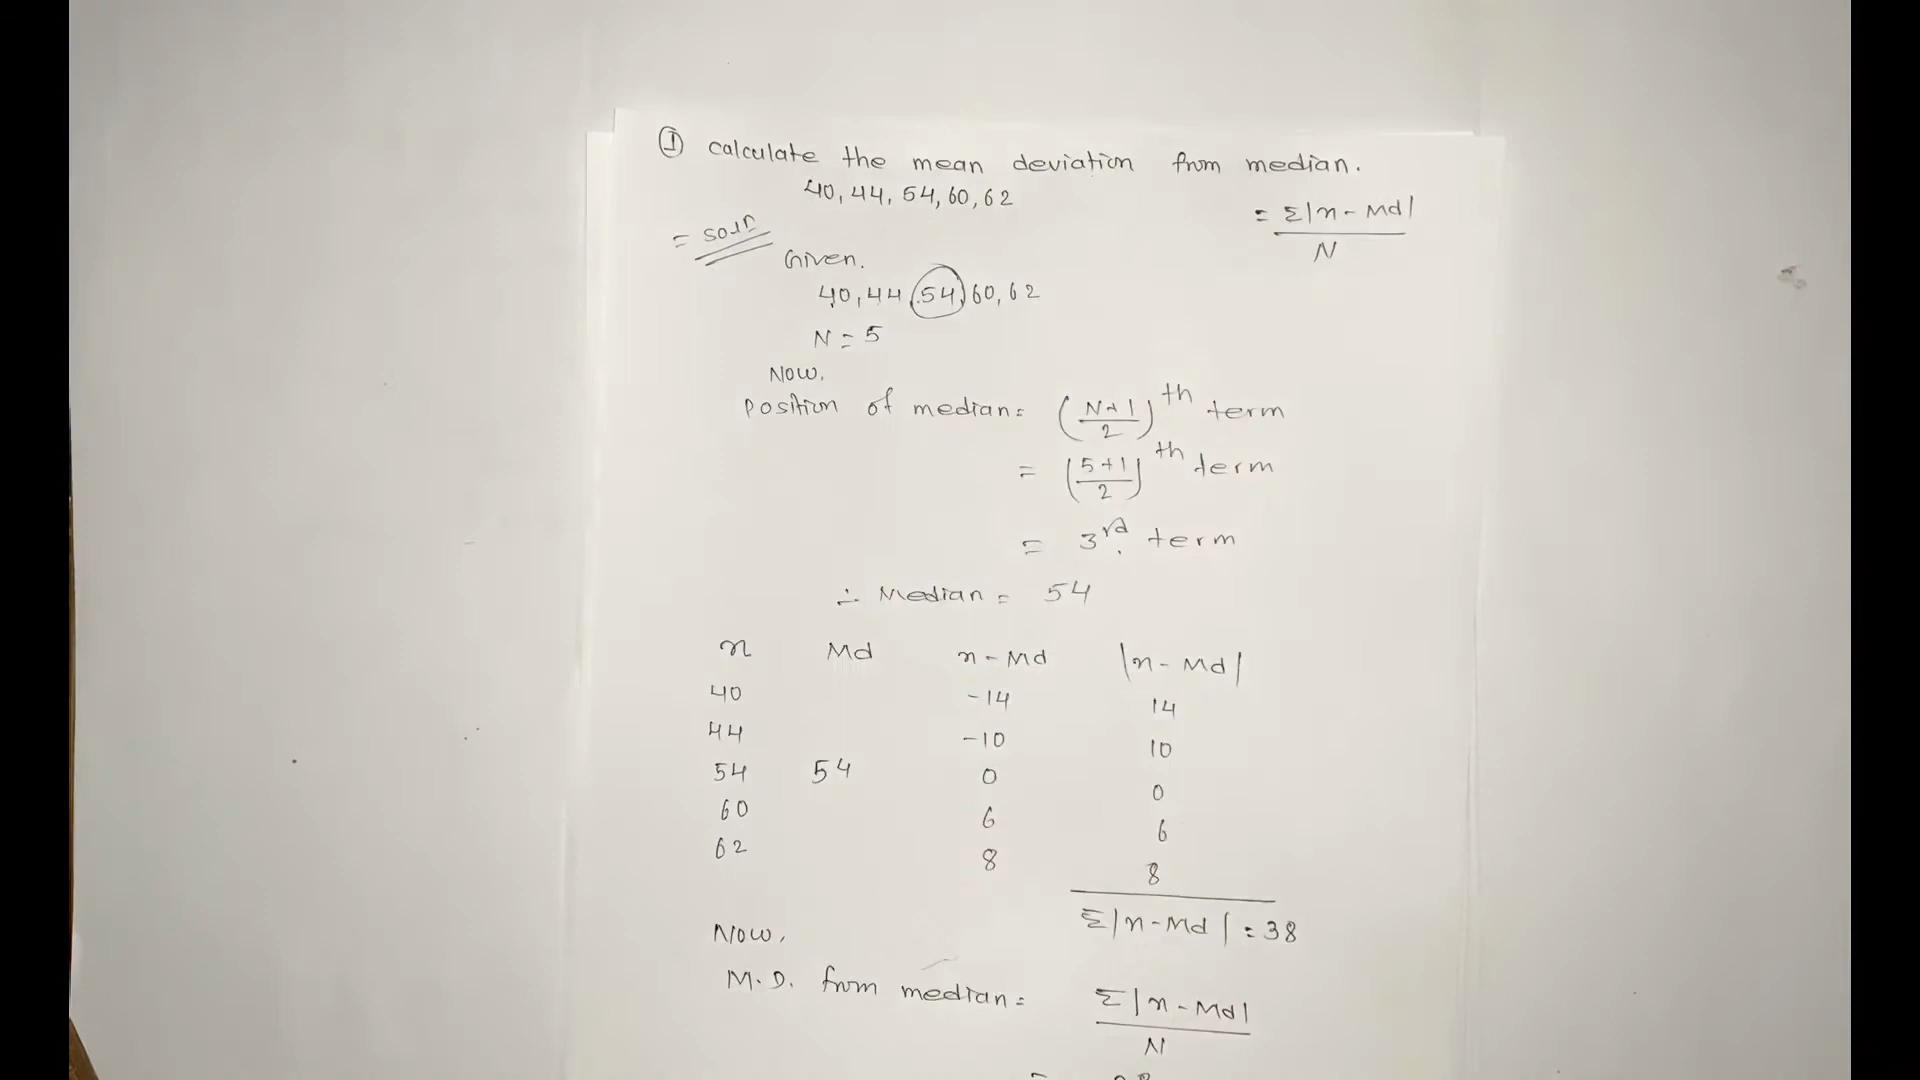 ① calculate the mean deviation from median.
40, 44, 54, 60, 62
= Σ|x - Md| / N
= Solⁿ
Given.
40, 44, 54, 60, 62
N = 5
Now,
Position of median = (N+1 / 2)th term
= (5+1 / 2)th term
= 3rd term
∴ Median = 54
x Md x - Md |x - Md|
40 -14 14
44 -10 10
54 54 0 0
60 6 6
62 8 8
Σ|x - Md| = 38
Now,
M.D. from median = Σ|x - Md| / N
=